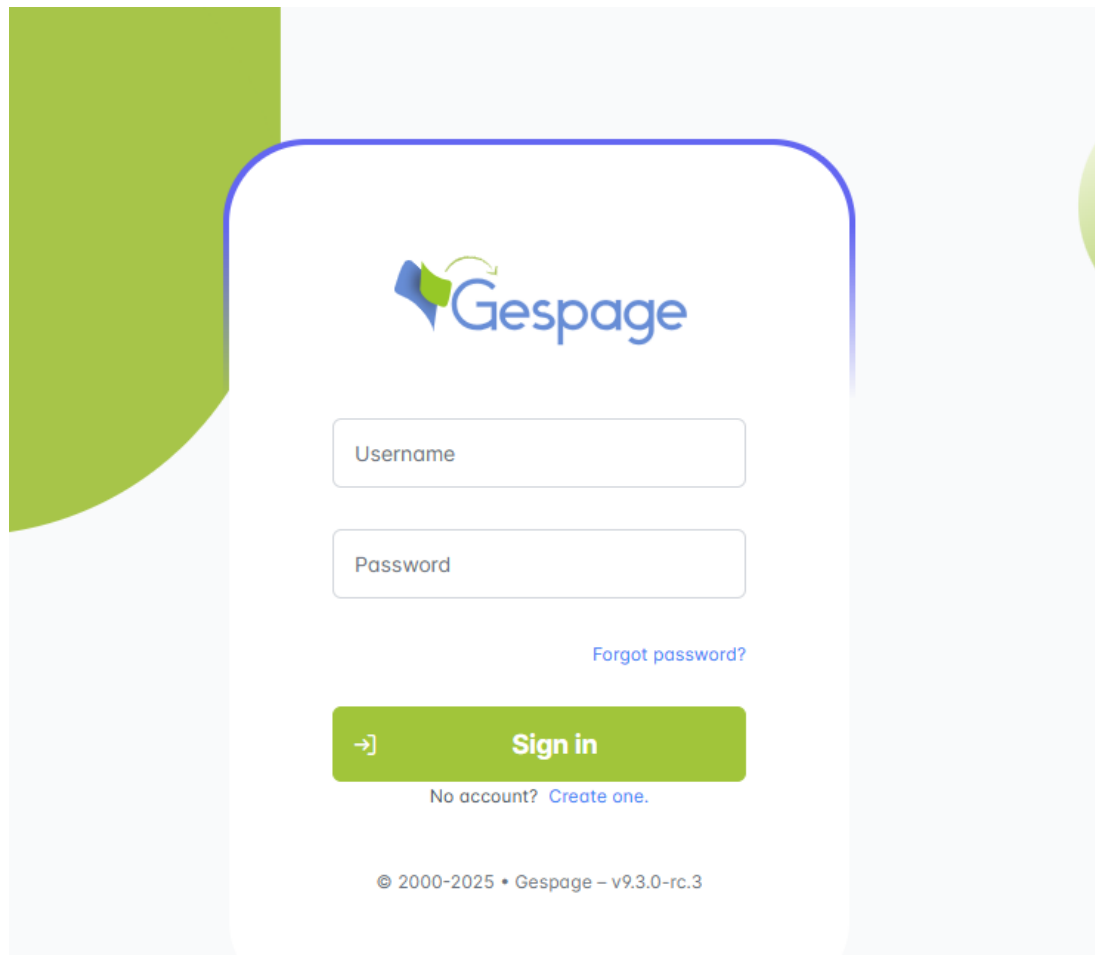 Gespage
Username
Password
Forgot password?
Sign in
No account? Create one.
© 2000-2025 • Gespage – v9.3.0-rc.3